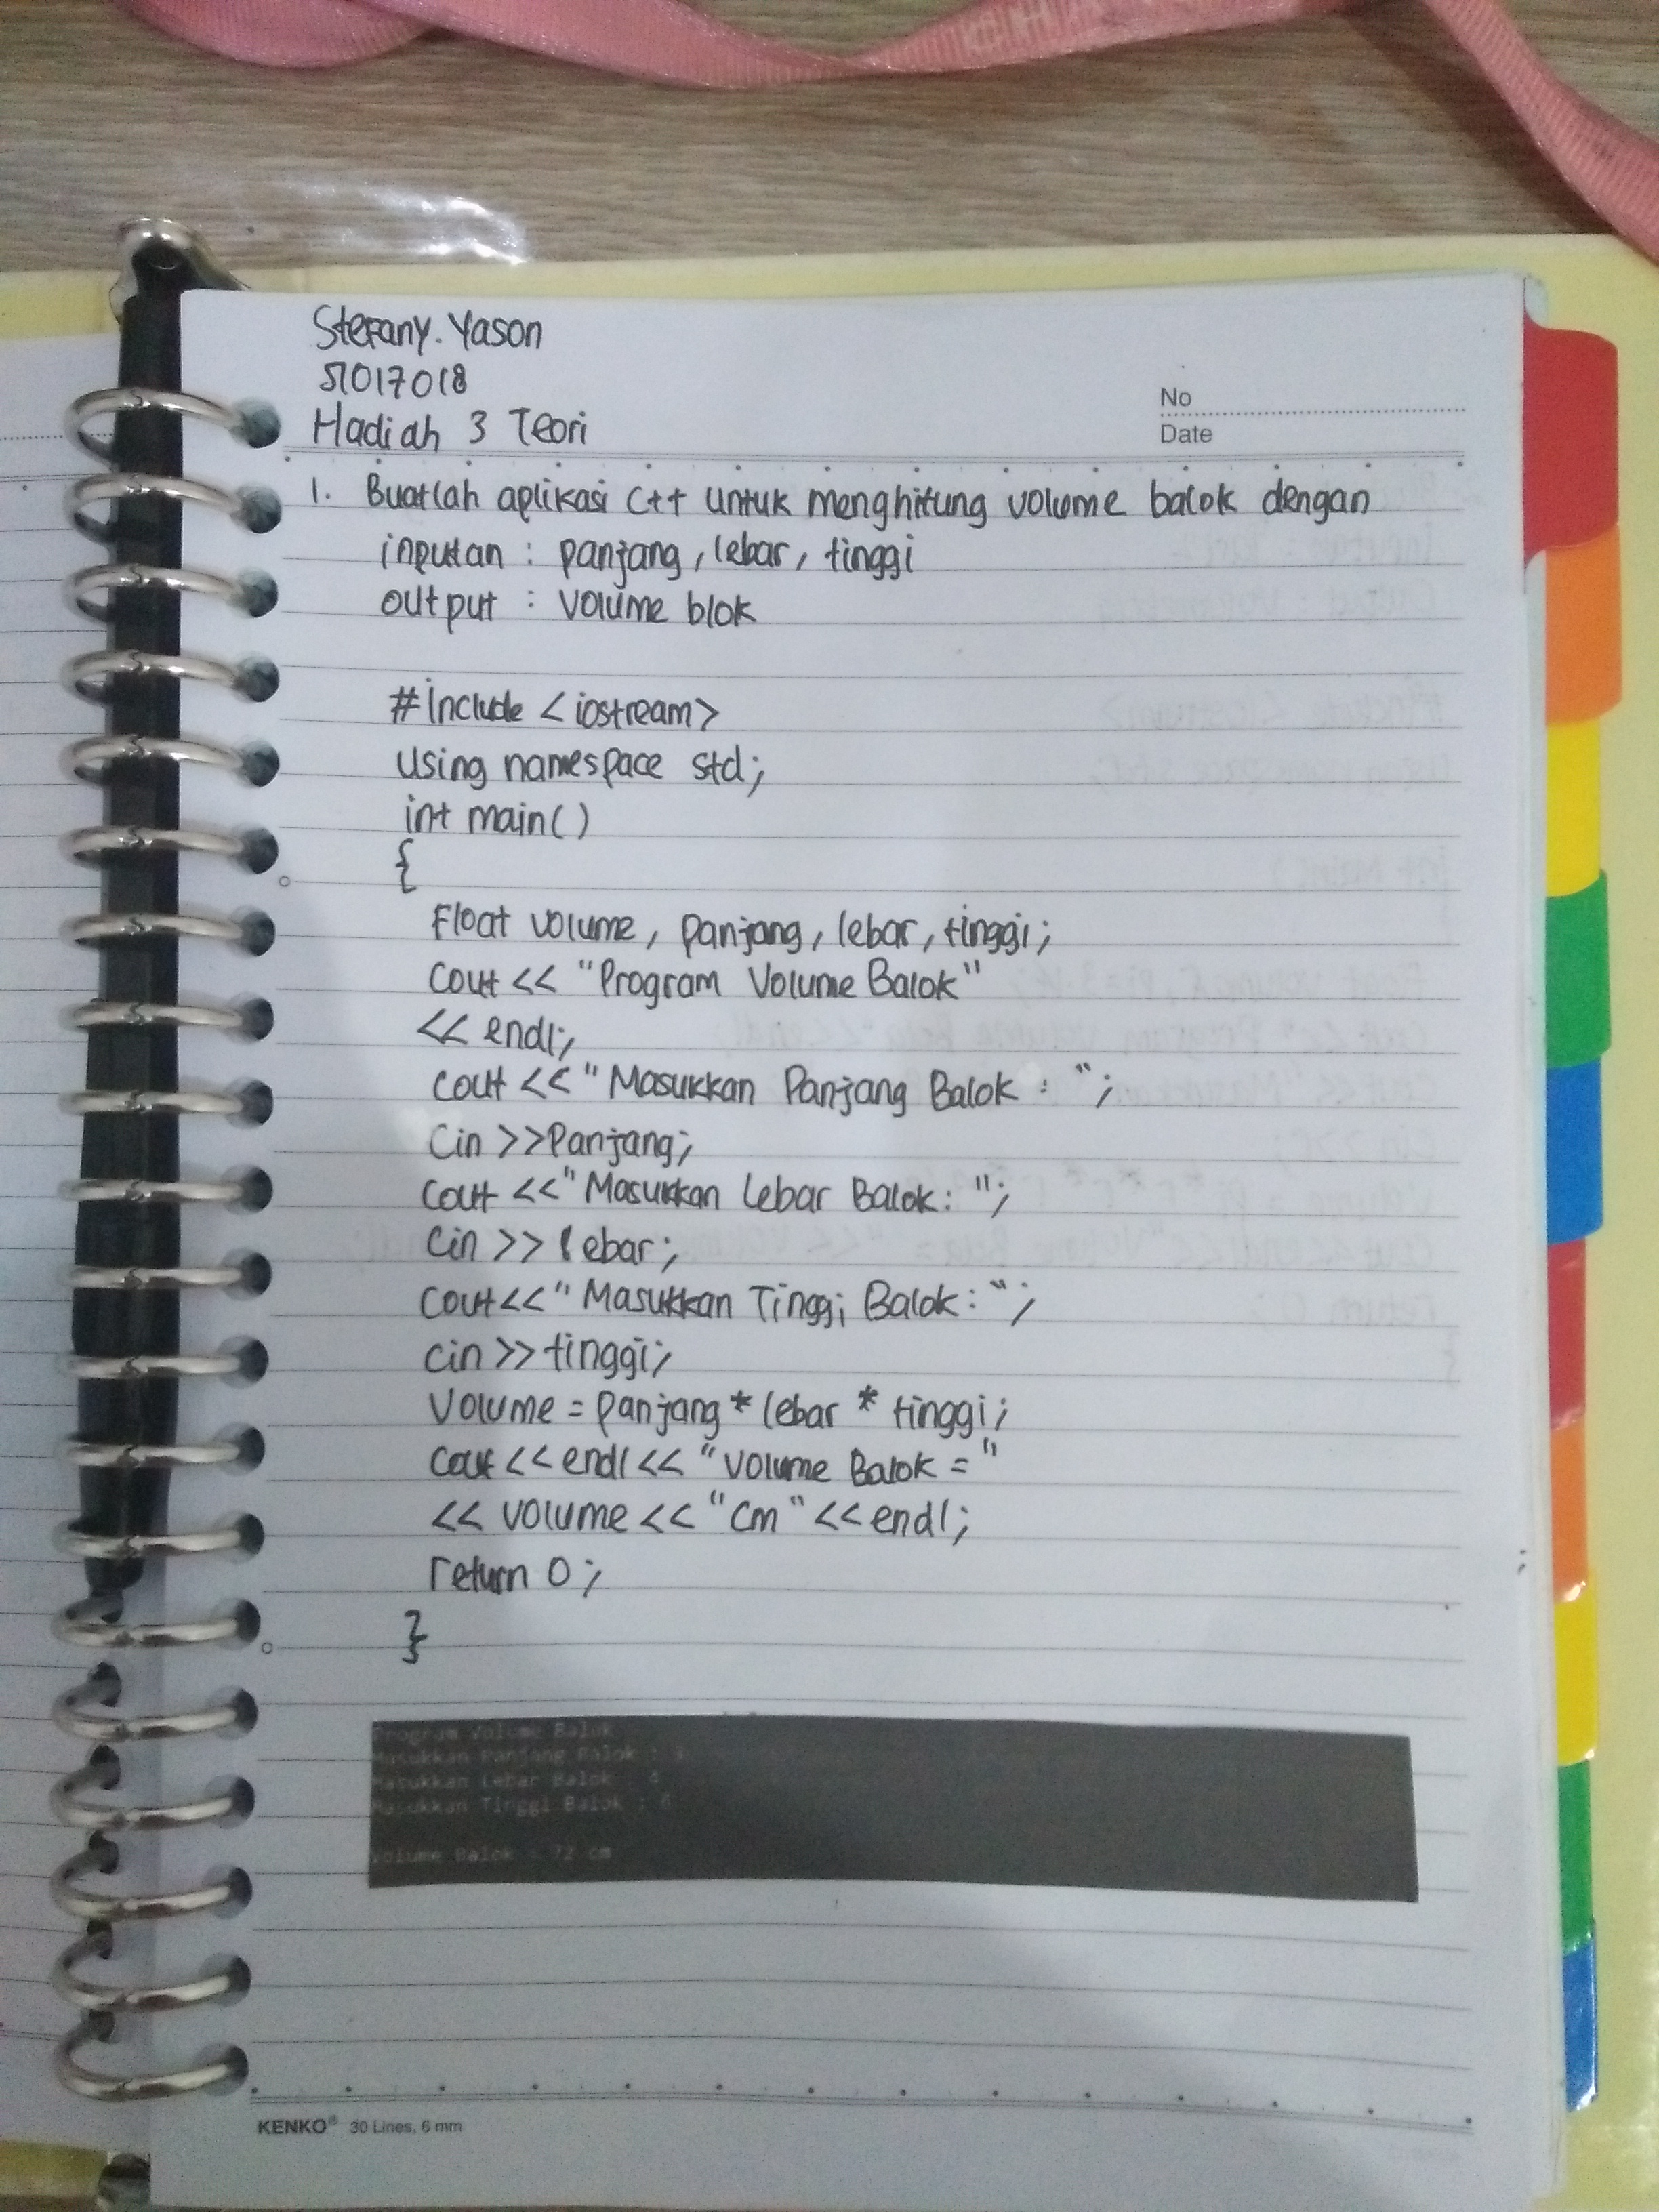 Stefany. Yason
51017018
Hadiah 3 Teori
No
Date
1. Buatlah aplikasi C++ untuk menghitung volume balok dengan
inputan : panjang, lebar, tinggi
output : volume blok
#include <iostream>
using namespace std;
int main()
{
Float volume, panjang, lebar, tinggi;
cout << "Program Volume Balok"
<< endl;
cout << "Masukkan Panjang Balok : ";
Cin >>Panjang;
cout <<"Masukkan Lebar Balok: ";
Cin >> lebar;
cout<<"Masukkan Tinggi Balok: ";
cin >>tinggi;
Volume = panjang * lebar * tinggi;
cout <<endl<< "volume Balok = "
<< volume << "cm" <<endl;
return 0;
}
Program Volume Balok
Masukkan Panjang Balok : 3
Masukkan Lebar Balok : 4
Masukkan Tinggi Balok : 6
Volume Balok = 72 cm
KENKO® 30 Lines, 6 mm